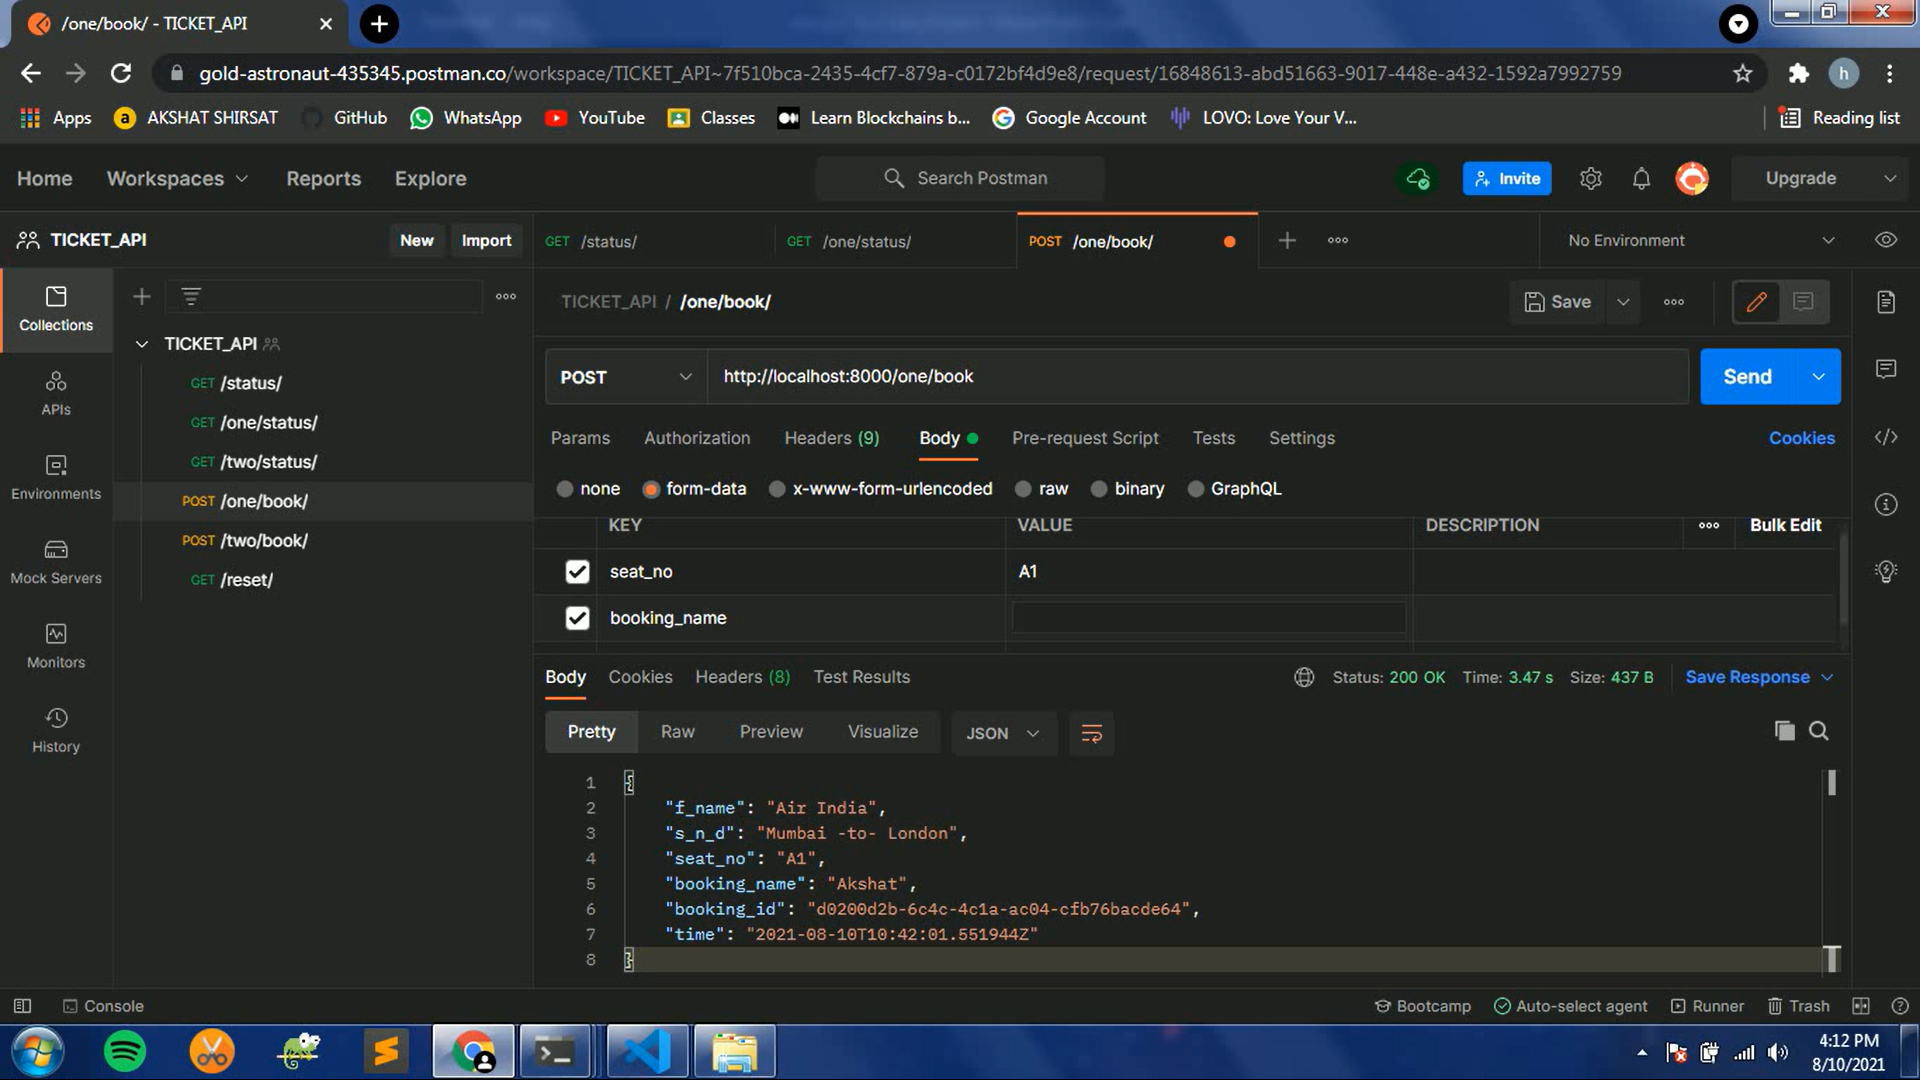 /one/book/ - TICKET_API
gold-astronaut-435345.postman.co/workspace/TICKET_API~7f510bca-2435-4cf7-879a-c0172bf4d9e8/request/16848613-abd51663-9017-448e-a432-1592a7992759
h
Apps AKSHAT SHIRSAT GitHub WhatsApp YouTube Classes Learn Blockchains b... Google Account LOVO: Love Your V... Reading list
Home Workspaces Reports Explore Search Postman Invite Upgrade
TICKET_API New Import GET /status/ GET /one/status/ POST /one/book/ No Environment
Collections
TICKET_API / /one/book/ Save
TICKET_API
GET /status/
GET /one/status/
GET /two/status/
POST /one/book/
POST /two/book/
GET /reset/
APIs
Environments
Mock Servers
Monitors
History
POST http://localhost:8000/one/book Send
Params Authorization Headers (9) Body Pre-request Script Tests Settings Cookies
none form-data x-www-form-urlencoded raw binary GraphQL
KEY VALUE DESCRIPTION Bulk Edit
seat_no A1
booking_name
Body Cookies Headers (8) Test Results Status: 200 OK Time: 3.47 s Size: 437 B Save Response
Pretty Raw Preview Visualize JSON
1 {
2 "f_name": "Air India",
3 "s_n_d": "Mumbai -to- London",
4 "seat_no": "A1",
5 "booking_name": "Akshat",
6 "booking_id": "d0200d2b-6c4c-4c1a-ac04-cfb76bacde64",
7 "time": "2021-08-10T10:42:01.551944Z"
8 }
Console Bootcamp Auto-select agent Runner Trash
4:12 PM
8/10/2021